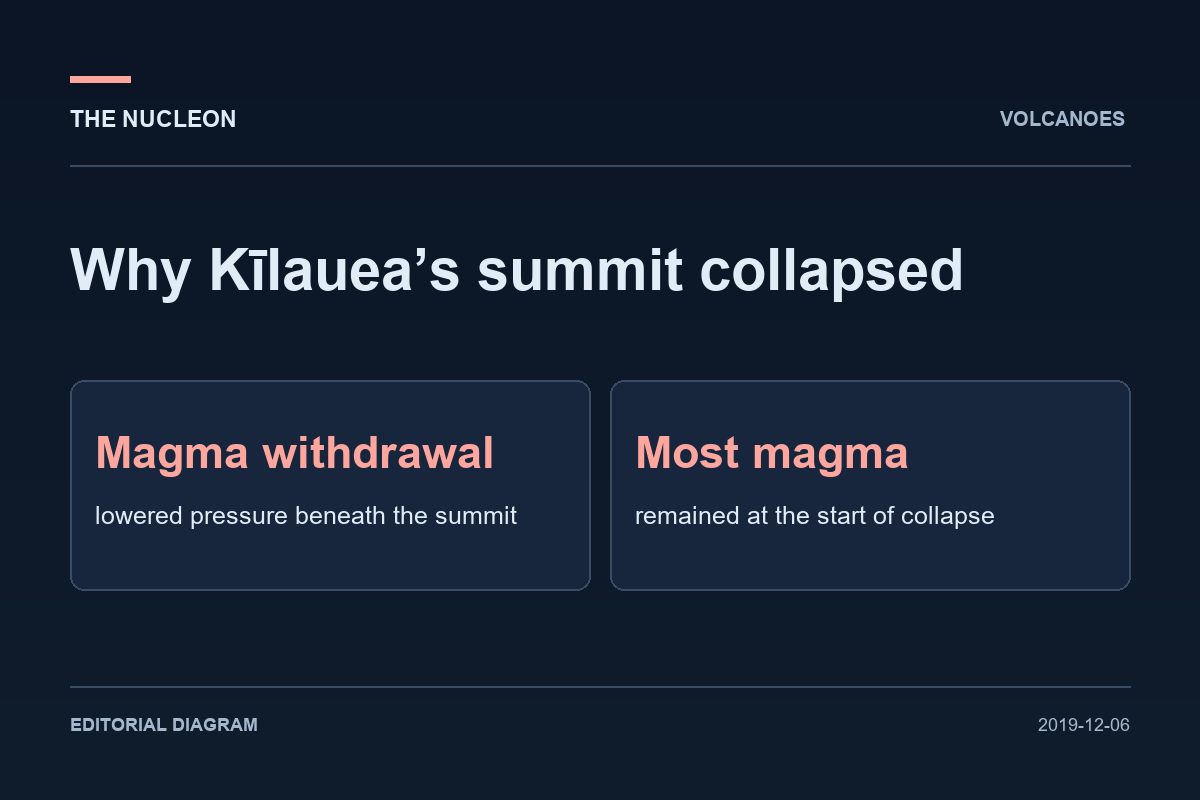 THE NUCLEON
VOLCANOES
Why Kīlauea’s summit collapsed
Magma withdrawal
lowered pressure beneath the summit
Most magma
remained at the start of collapse
EDITORIAL DIAGRAM
2019-12-06